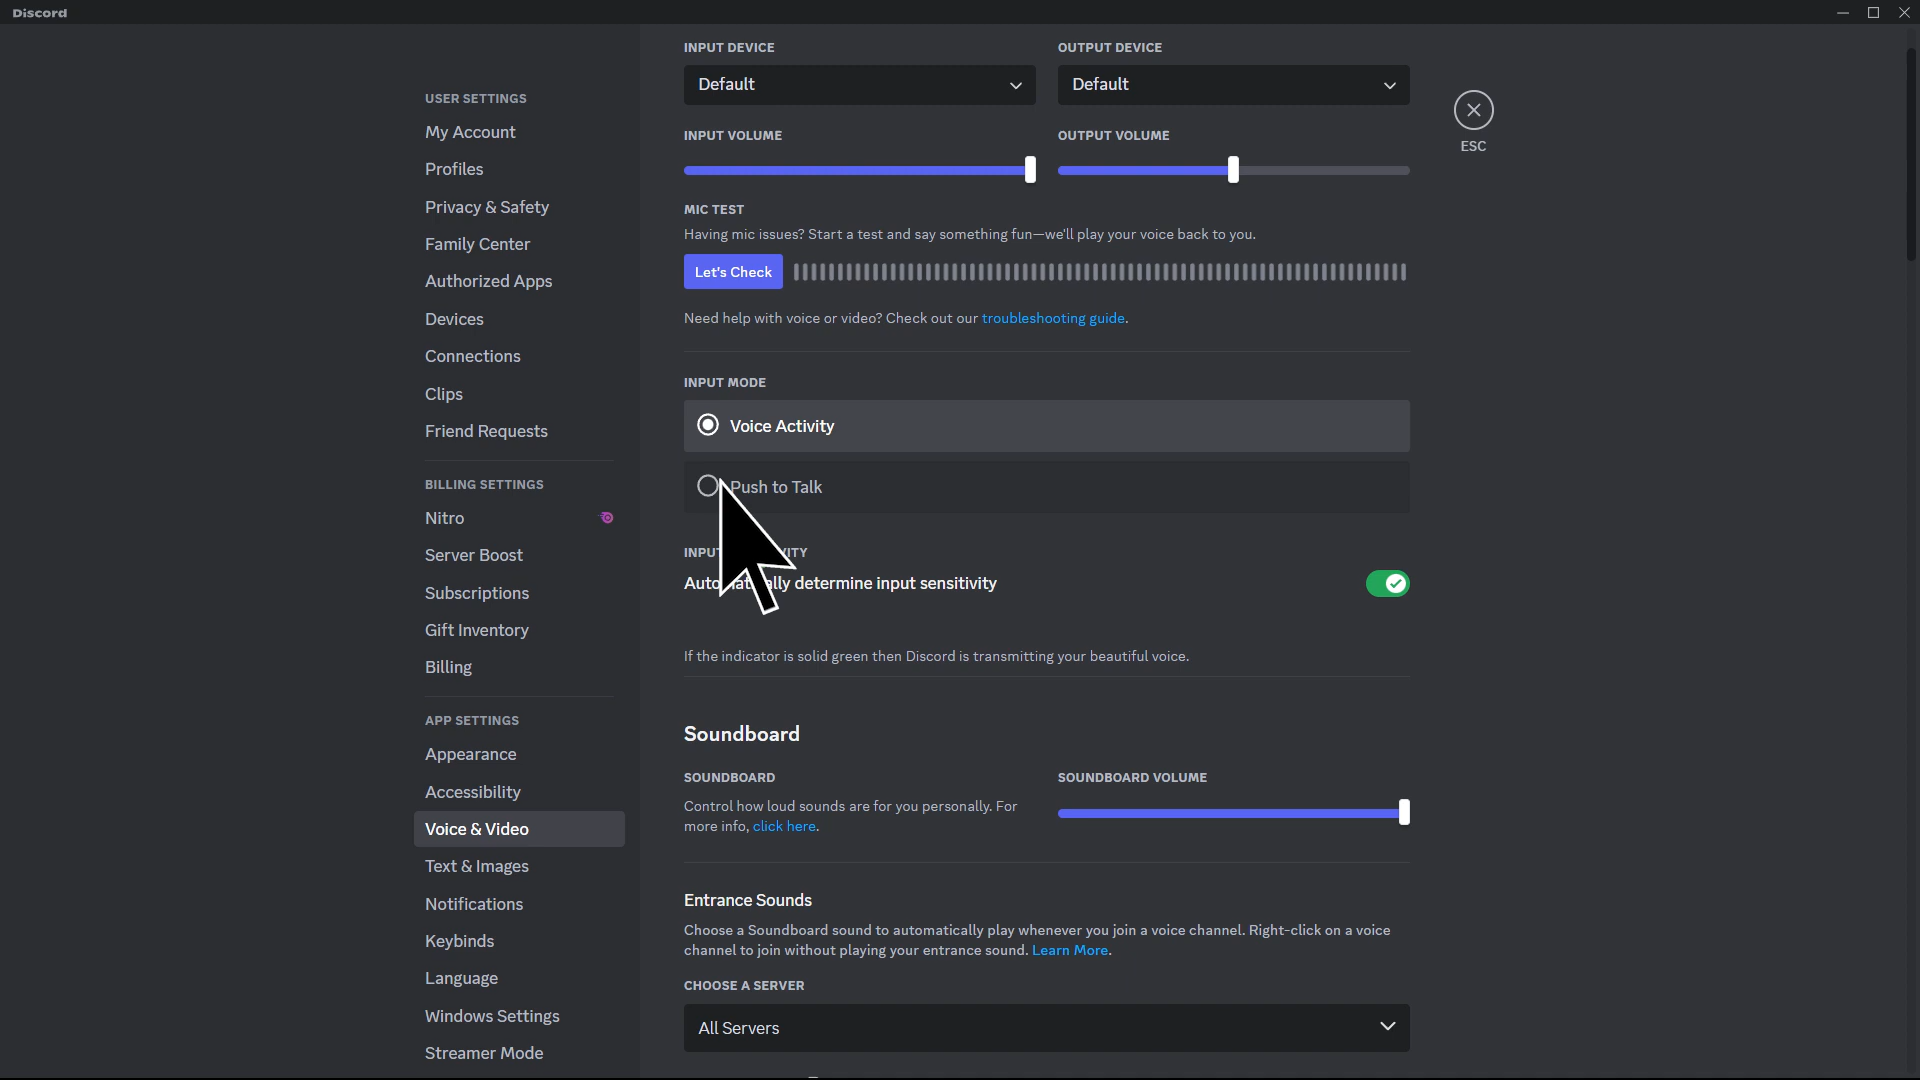 Discord
USER SETTINGS
My Account
Profiles
Privacy & Safety
Family Center
Authorized Apps
Devices
Connections
Clips
Friend Requests
BILLING SETTINGS
Nitro
Server Boost
Subscriptions
Gift Inventory
Billing
APP SETTINGS
Appearance
Accessibility
Voice & Video
Text & Images
Notifications
Keybinds
Language
Windows Settings
Streamer Mode
INPUT DEVICE
Default
OUTPUT DEVICE
Default
INPUT VOLUME
OUTPUT VOLUME
MIC TEST
Having mic issues? Start a test and say something fun—we'll play your voice back to you.
Let's Check
Need help with voice or video? Check out our troubleshooting guide.
INPUT MODE
Voice Activity
Push to Talk
determine input sensitivity
If the indicator is solid green then Discord is transmitting your beautiful voice.
Soundboard
SOUNDBOARD
Control how loud sounds are for you personally. For
more info, click here.
SOUNDBOARD VOLUME
Entrance Sounds
Choose a Soundboard sound to automatically play whenever you join a voice channel. Right-click on a voice
channel to join without playing your entrance sound. Learn More.
CHOOSE A SERVER
All Servers
ESC